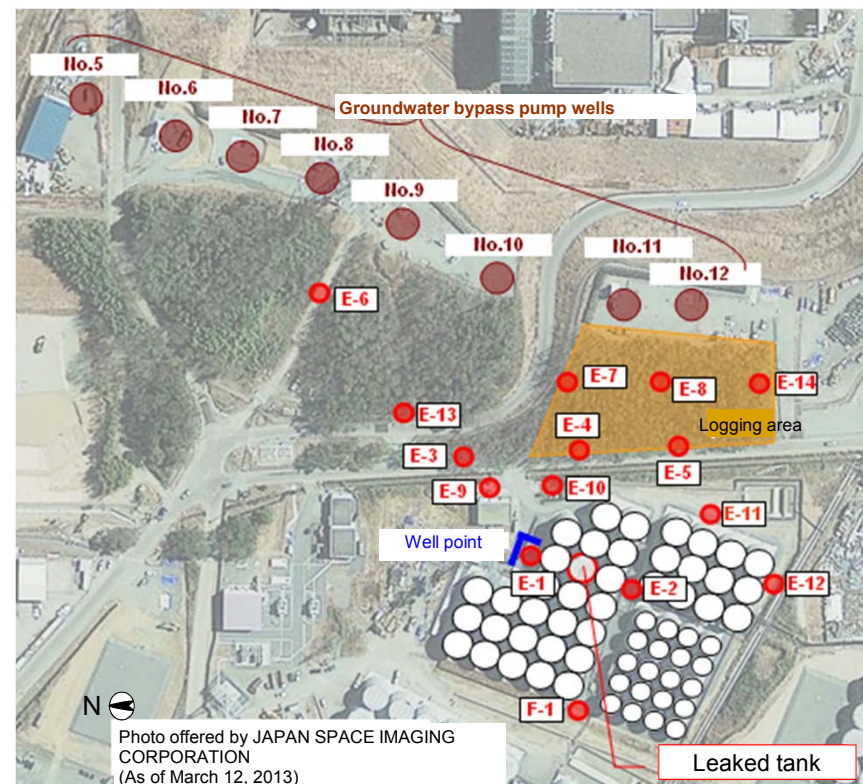 No.5
No.6
No.7
Groundwater bypass pump wells
No.8
No.9
No.10
No.11
No.12
E-6
E-7
E-8
E-14
E-13
Logging area
E-4
E-3
E-5
E-9
E-10
E-11
Well point
E-1
E-2
E-12
F-1
N
Photo offered by JAPAN SPACE IMAGING
CORPORATION
(As of March 12, 2013)
Leaked tank